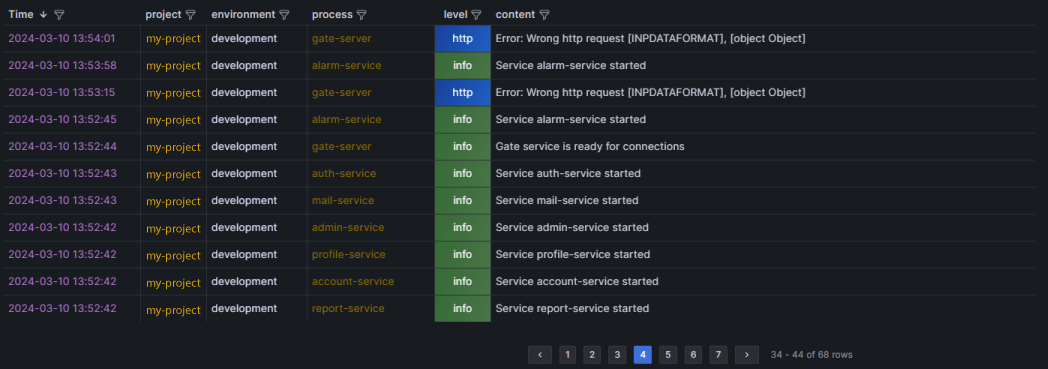 Time project environment process level content
2024-03-10 13:54:01 my-project development gate-server http Error: Wrong http request [INPDATAFORMAT], [object Object]
2024-03-10 13:53:58 my-project development alarm-service info Service alarm-service started
2024-03-10 13:53:15 my-project development gate-server http Error: Wrong http request [INPDATAFORMAT], [object Object]
2024-03-10 13:52:45 my-project development alarm-service info Service alarm-service started
2024-03-10 13:52:44 my-project development gate-server info Gate service is ready for connections
2024-03-10 13:52:43 my-project development auth-service info Service auth-service started
2024-03-10 13:52:43 my-project development mail-service info Service mail-service started
2024-03-10 13:52:42 my-project development admin-service info Service admin-service started
2024-03-10 13:52:42 my-project development profile-service info Service profile-service started
2024-03-10 13:52:42 my-project development account-service info Service account-service started
2024-03-10 13:52:42 my-project development report-service info Service report-service started
1 2 3 4 5 6 7 34 - 44 of 68 rows